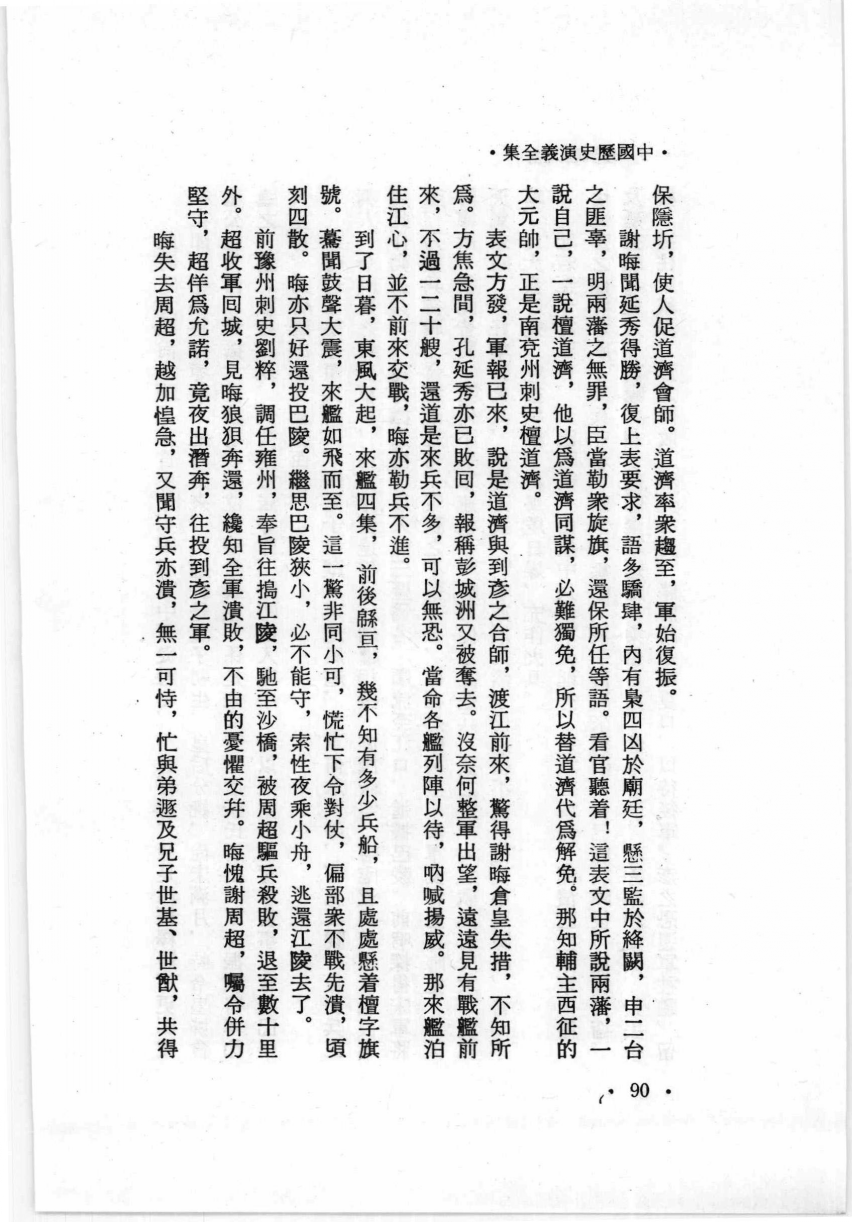 ·中國歷史演義全集·
保隱圻，使人促道濟會師。道濟率衆趨至，軍始復振。
謝晦聞延秀得勝，復上表要求，語多驕肆，內有梟四凶於廟廷，懸三監於絳闕，申二台
之匪辜，明兩藩之無罪，臣當勒衆旋旗，還保所任等語。看官聽着！這表文中所說兩藩，一
說自己，一說檀道濟，他以爲道濟同謀，必難獨免，所以替道濟代爲解免。那知輔主西征的
大元帥，正是南兗州刺史檀道濟。
表文方發，軍報已來，說是道濟與到彥之合師，渡江前來，驚得謝晦倉皇失措，不知所
爲。方焦急間，孔延秀亦已敗回，報稱彭城洲又被奪去。沒奈何整軍出望，遠遠見有戰艦前
來，不過一二十艘，還道是來兵不多，可以無恐。當命各艦列陣以待，吶喊揚威。那來艦泊
住江心，並不前來交戰，晦亦勒兵不進。
到了日暮，東風大起，來艦四集，前後緜亘，幾不知有多少兵船，且處處懸着檀字旗
號。驀聞鼓聲大震，來艦如飛而至。這一驚非同小可，慌忙下令對仗，偏部衆不戰先潰，頃
刻四散。晦亦只好還投巴陵。繼思巴陵狹小，必不能守，索性夜乘小舟，逃還江陵去了。
前豫州刺史劉粹，調任雍州，奉旨往搗江陵，馳至沙橋，被周超驅兵殺敗，退至數十里
外。超收軍回城，見晦狼狽奔還，纔知全軍潰敗，不由的憂懼交幷。晦愧謝周超，囑令併力
堅守，超佯爲允諾，竟夜出潛奔，往投到彥之軍。
晦失去周超，越加惶急，又聞守兵亦潰，無一可恃，忙與弟遯及兄子世基、世猷，共得
·90·